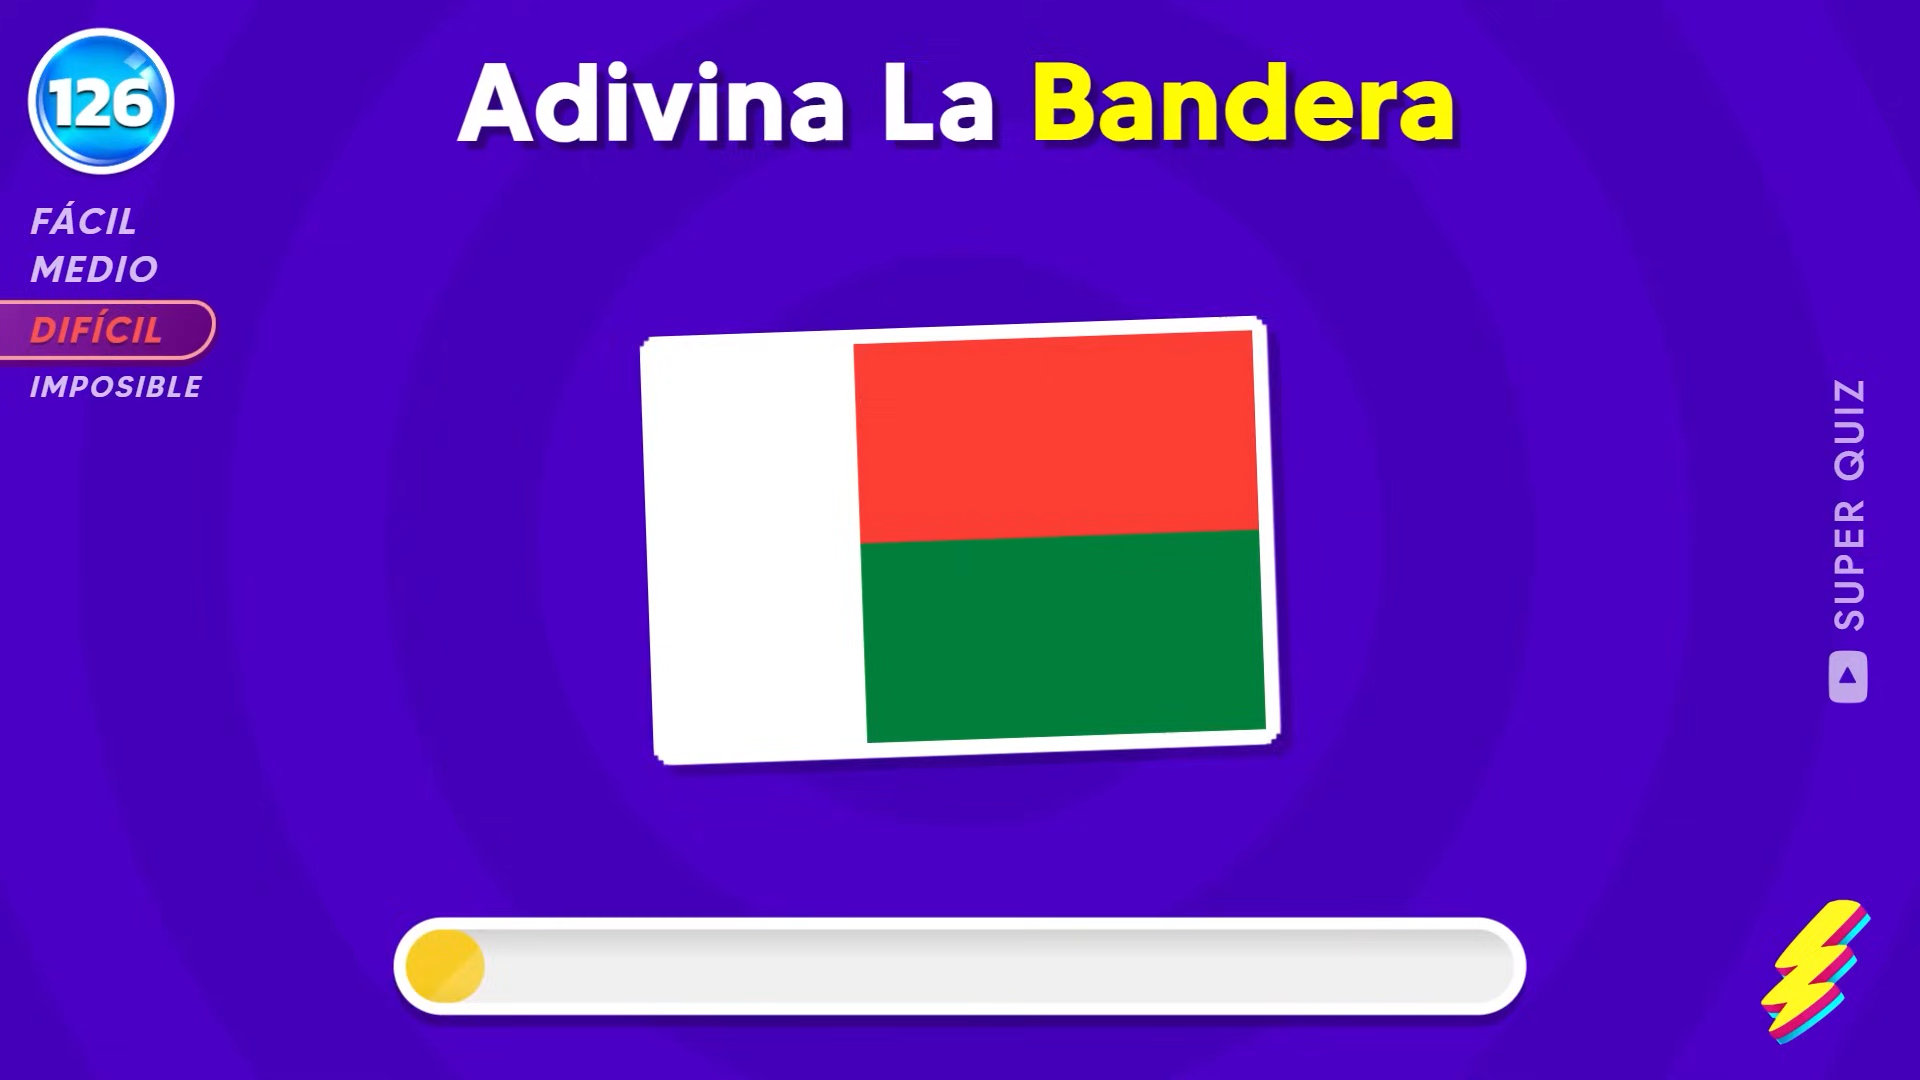 126
Adivina La Bandera
FÁCIL
MEDIO
DIFÍCIL
IMPOSIBLE
SUPER QUIZ